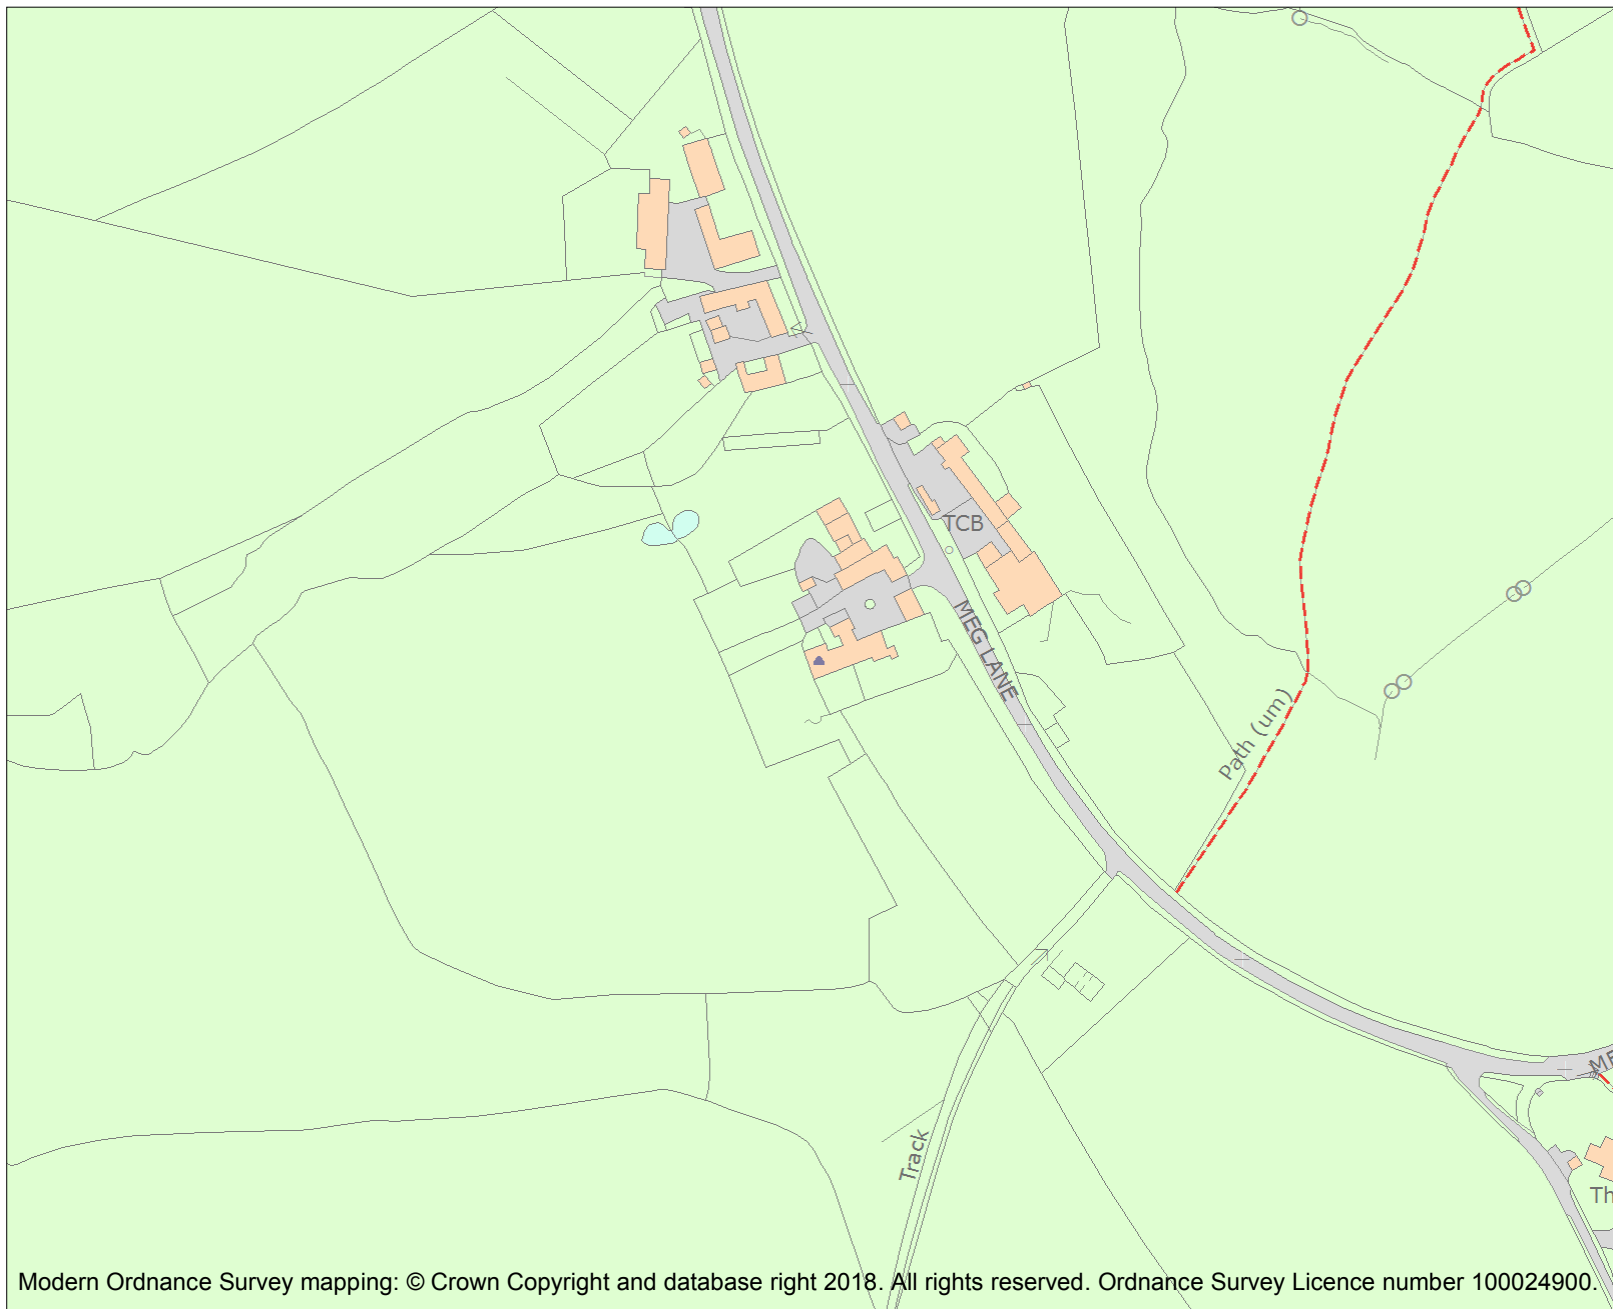 TCB
MEG LANE
Path (um)
ME
Track
Th
Modern Ordnance Survey mapping: © Crown Copyright and database right 2018. All rights reserved. Ordnance Survey Licence number 100024900.